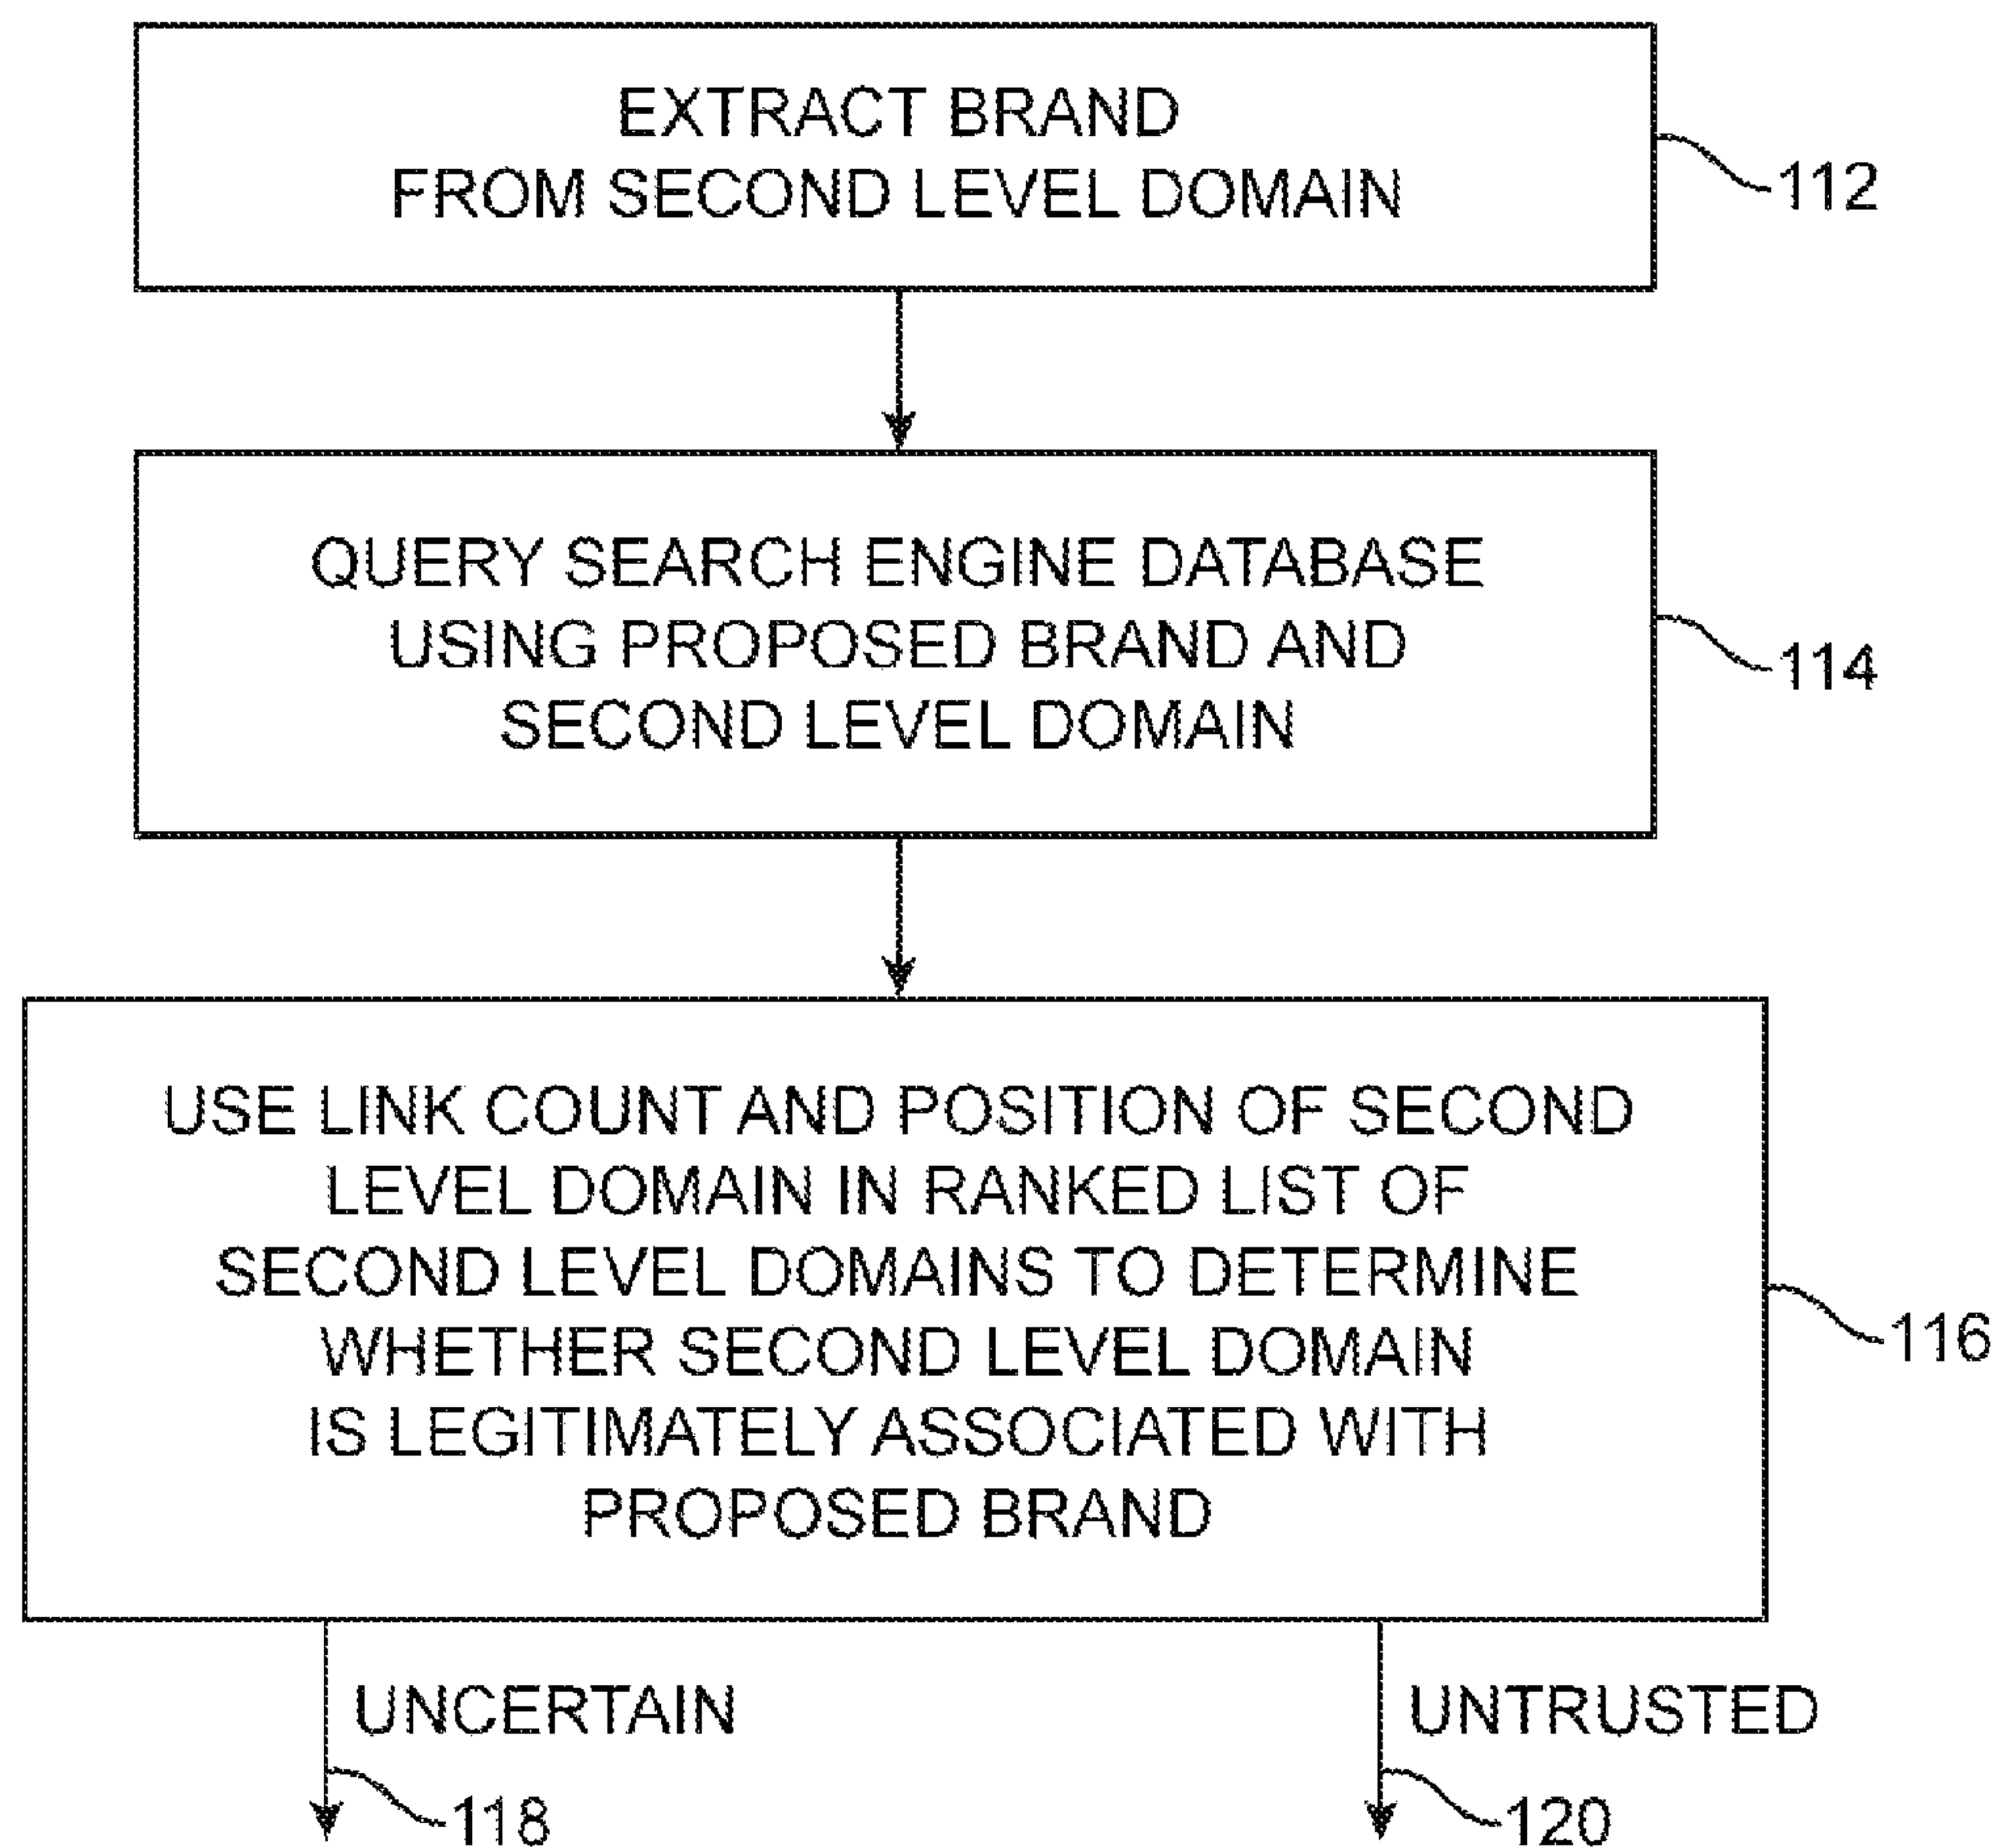 EXTRACT BRAND
FROM SECOND LEVEL DOMAIN
112
QUERY SEARCH ENGINE DATABASE
USING PROPOSED BRAND AND
SECOND LEVEL DOMAIN
114
USE LINK COUNT AND POSITION OF SECOND
LEVEL DOMAIN IN RANKED LIST OF
SECOND LEVEL DOMAINS TO DETERMINE
WHETHER SECOND LEVEL DOMAIN
IS LEGITIMATELY ASSOCIATED WITH
PROPOSED BRAND
116
UNCERTAIN
118
UNTRUSTED
120